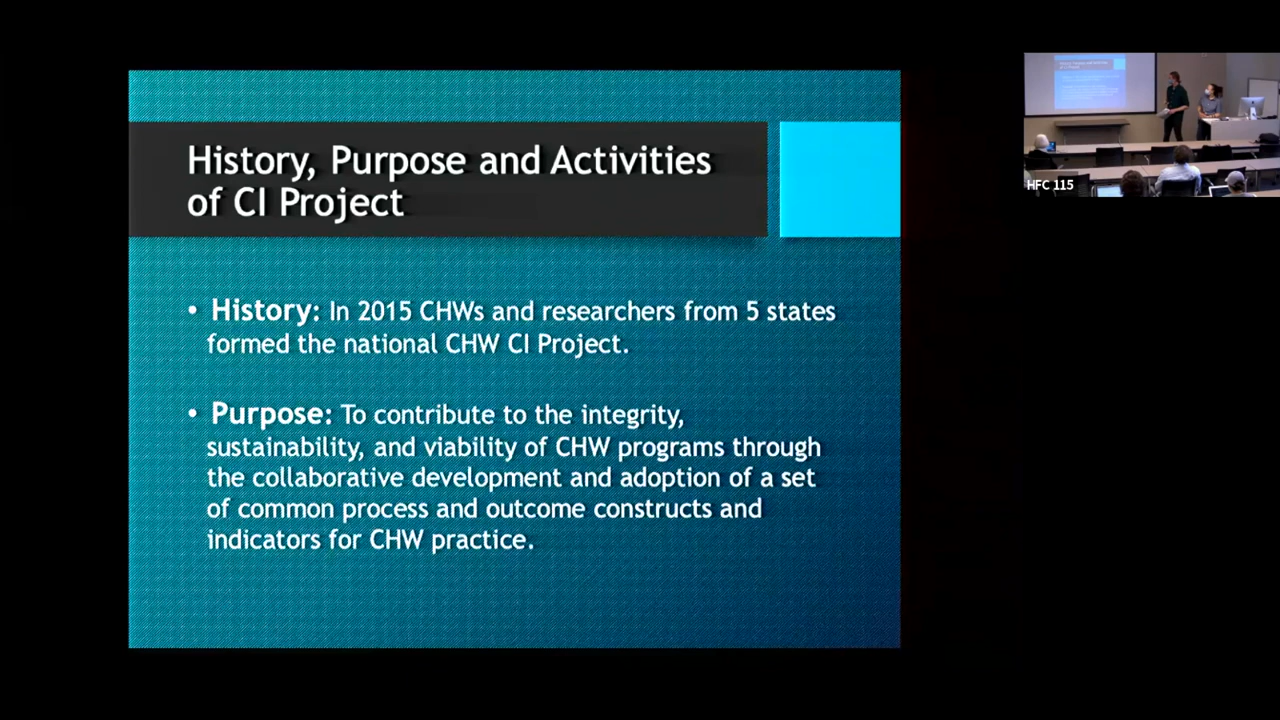 History, Purpose and Activities
of CI Project
• History: In 2015 CHWs and researchers from 5 states
formed the national CHW CI Project.
• Purpose: To contribute to the integrity,
sustainability, and viability of CHW programs through
the collaborative development and adoption of a set
of common process and outcome constructs and
indicators for CHW practice.
HFC 115